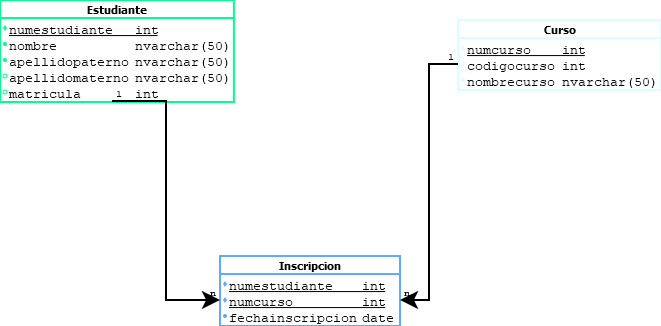 Estudiante
numestudiante int
nombre nvarchar(50)
apellidopaterno nvarchar(50)
apellidomaterno nvarchar(50)
matricula int
1
Curso
numcurso int
codigocurso int
nombrecurso nvarchar(50)
1
Inscripcion
numestudiante int
numcurso int
fechainscripcion date
n
n